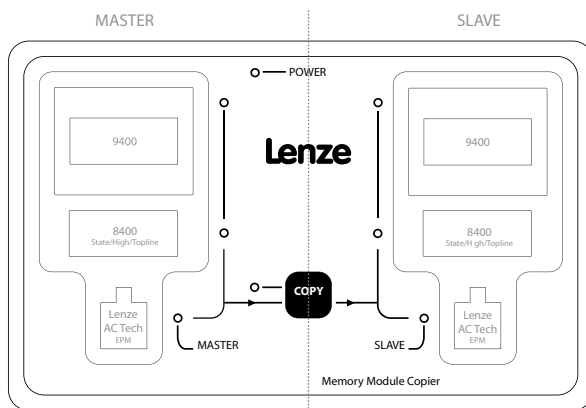 MASTER
SLAVE
POWER
9400
Lenze
9400
8400
State/High/Topline
8400
State/H gh/Topline
COPY
Lenze
AC Tech
EPM
MASTER
SLAVE
Lenze
AC Tech
EPM
Memory Module Copier